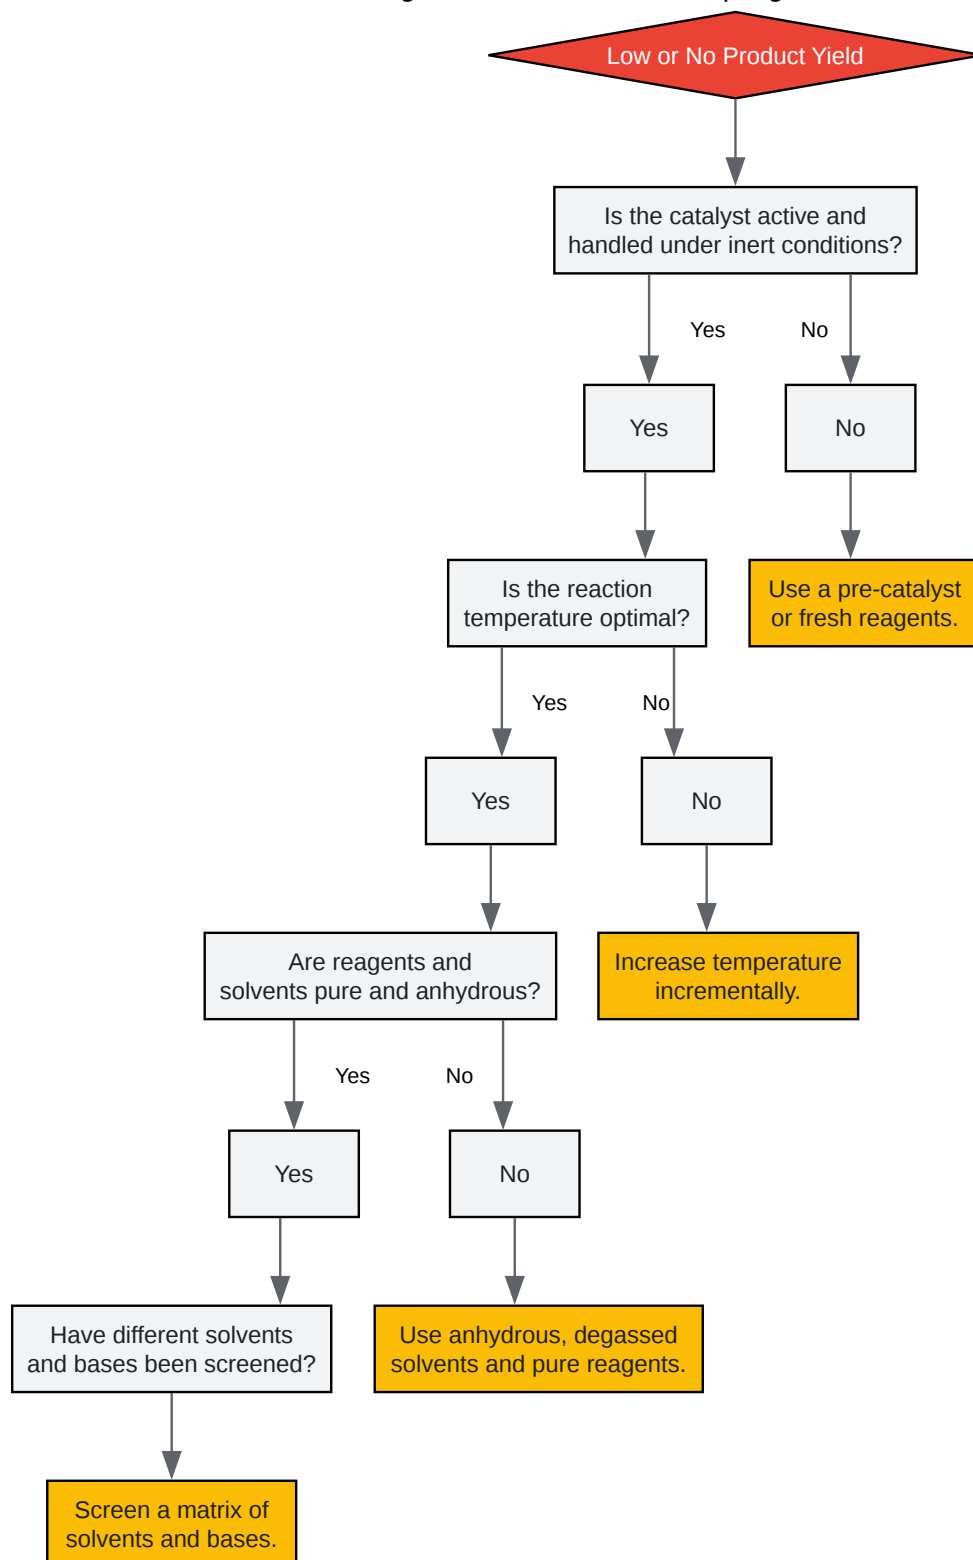 Low or No Product Yield
Is the catalyst active and
handled under inert conditions?
Yes
No
Yes
No
Is the reaction
temperature optimal?
Use a pre-catalyst
or fresh reagents.
Yes
No
Yes
No
Are reagents and
solvents pure and anhydrous?
Increase temperature
incrementally.
Yes
No
Yes
No
Have different solvents
and bases been screened?
Use anhydrous, degassed
solvents and pure reagents.
Screen a matrix of
solvents and bases.